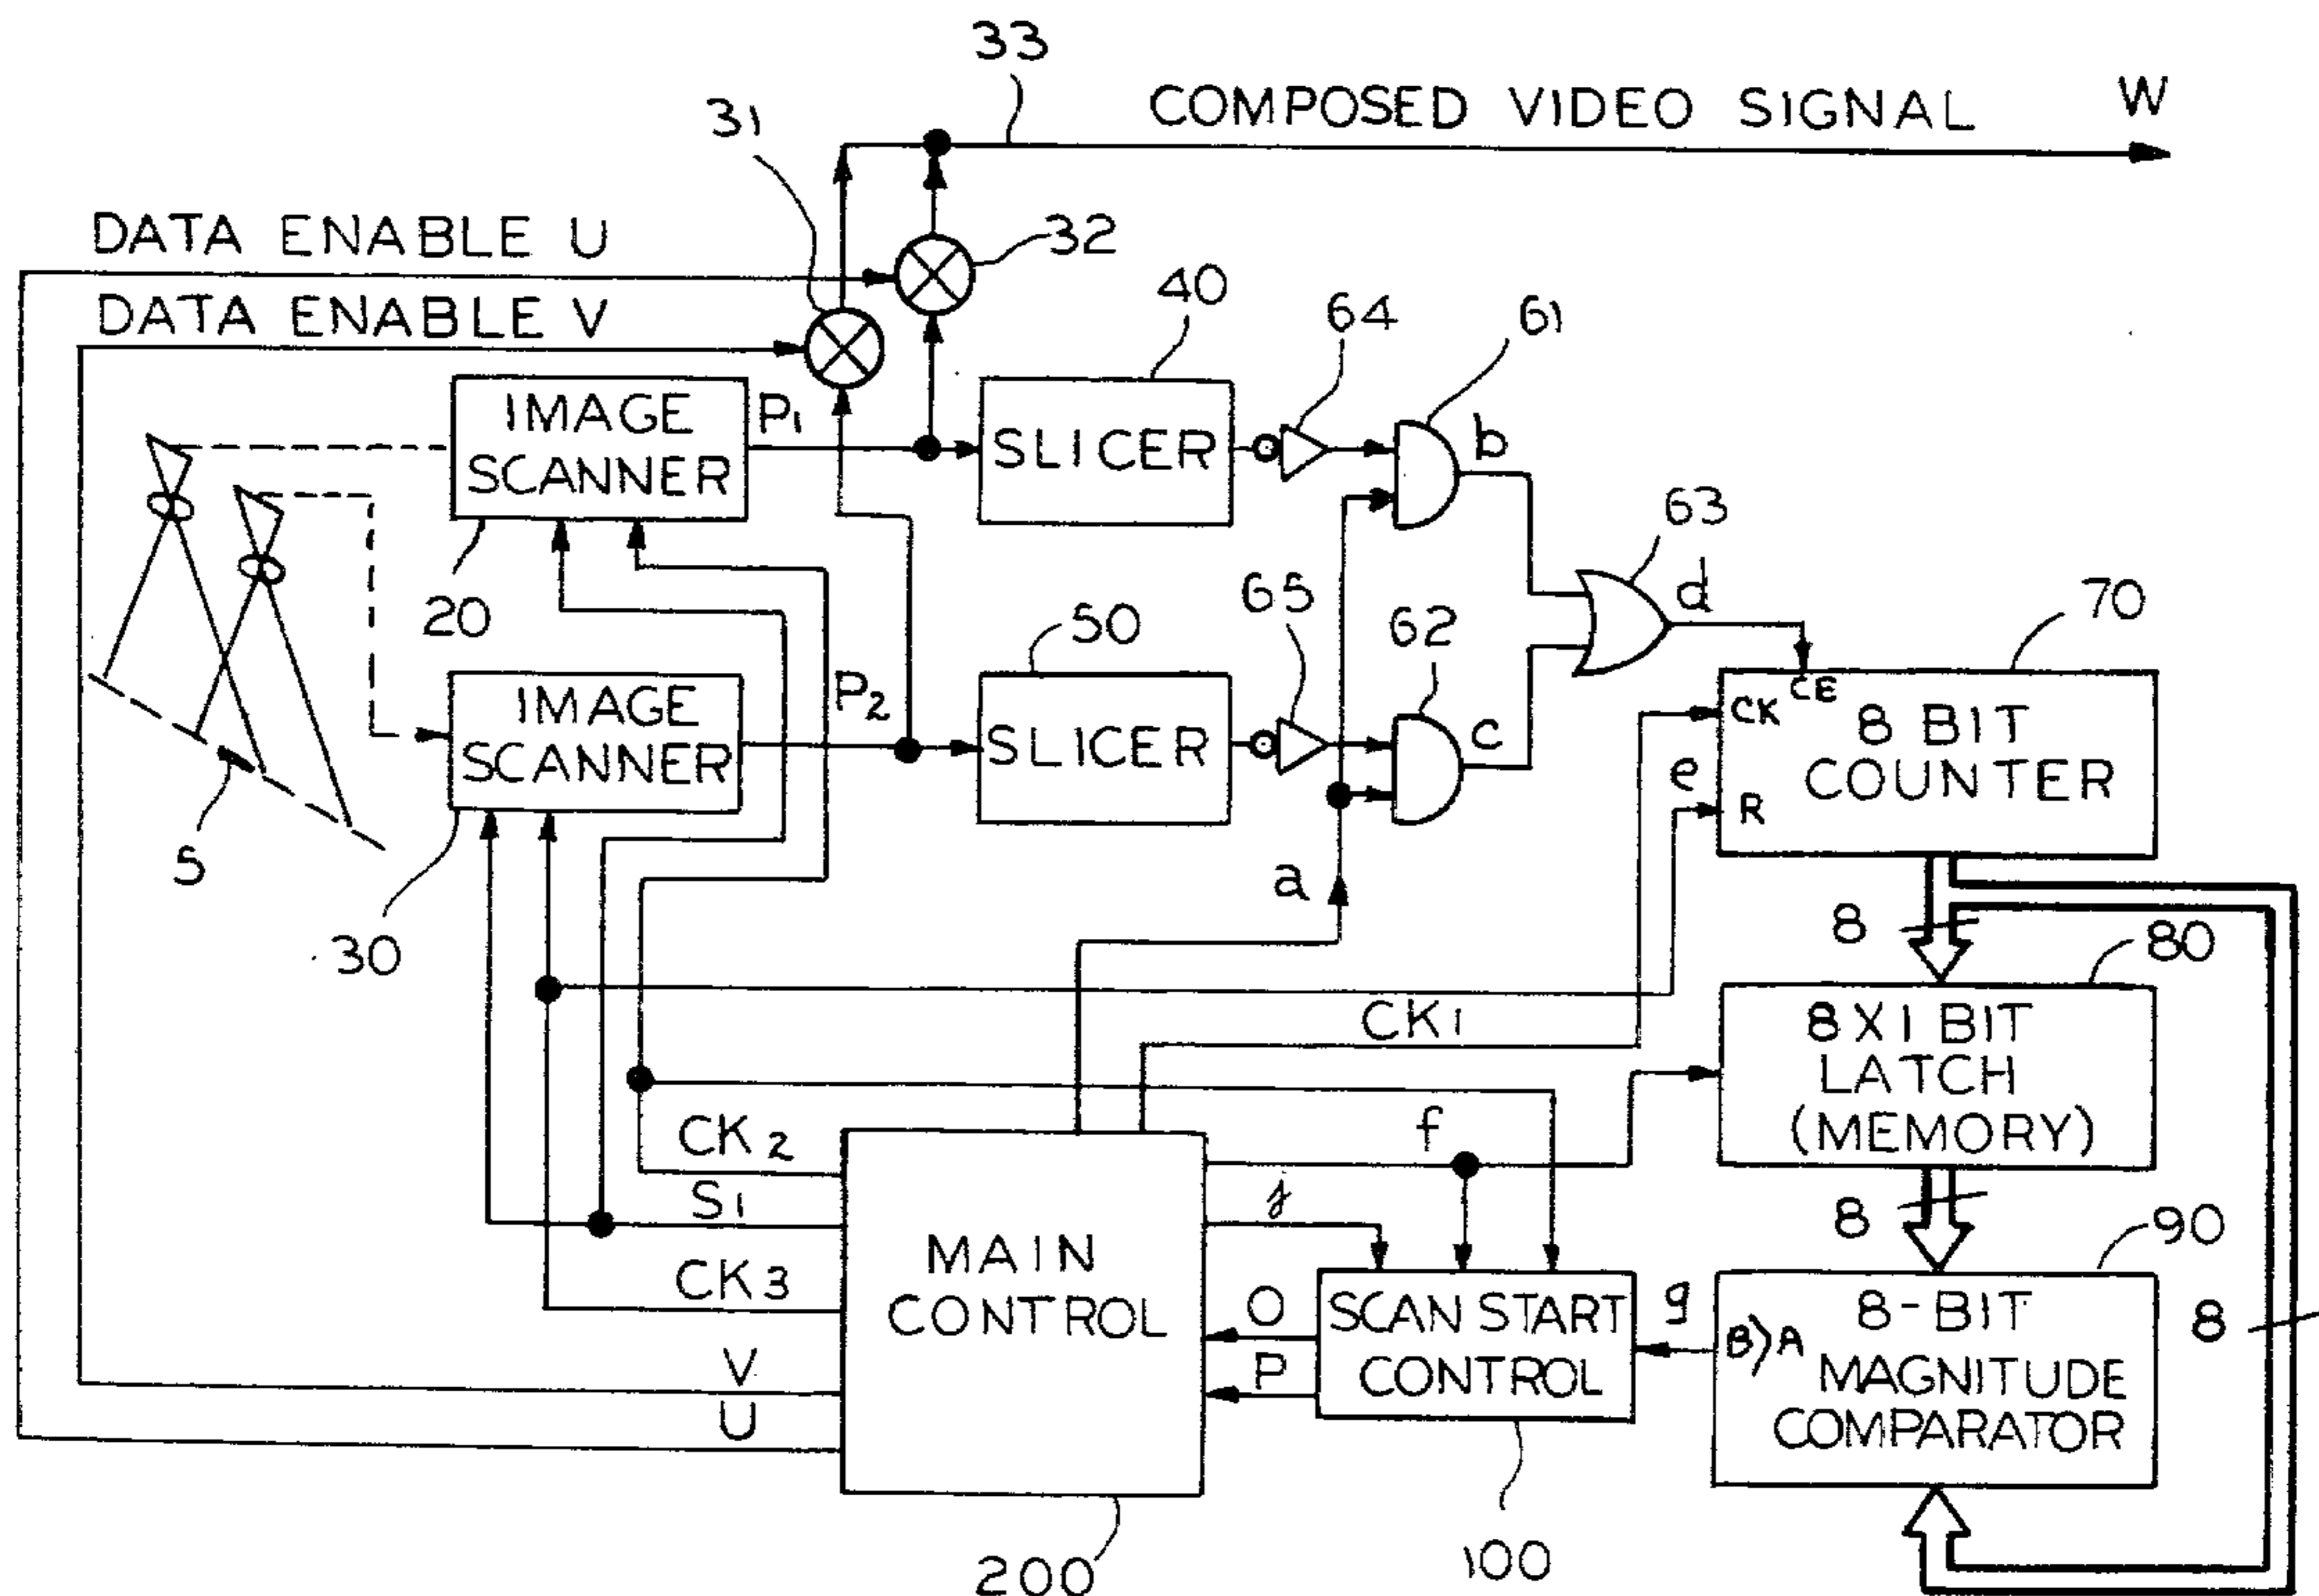 33
COMPOSED VIDEO SIGNAL W
31
DATA ENABLE U
32
DATA ENABLE V
40
64
61
IMAGE
SCANNER
P1
SLICER
b
63
d
20
65
50
62
70
IMAGE
SCANNER
P2
SLICER
c
CK CE
8 BIT
COUNTER
e
R
5
30
a
8
80
CK1
8X1 BIT
LATCH
(MEMORY)
CK2
f
S1
j
8
90
CK3
MAIN
CONTROL
O
P
SCAN START
CONTROL
g
B>A
8-BIT
MAGNITUDE
COMPARATOR
8
V
U
200
100